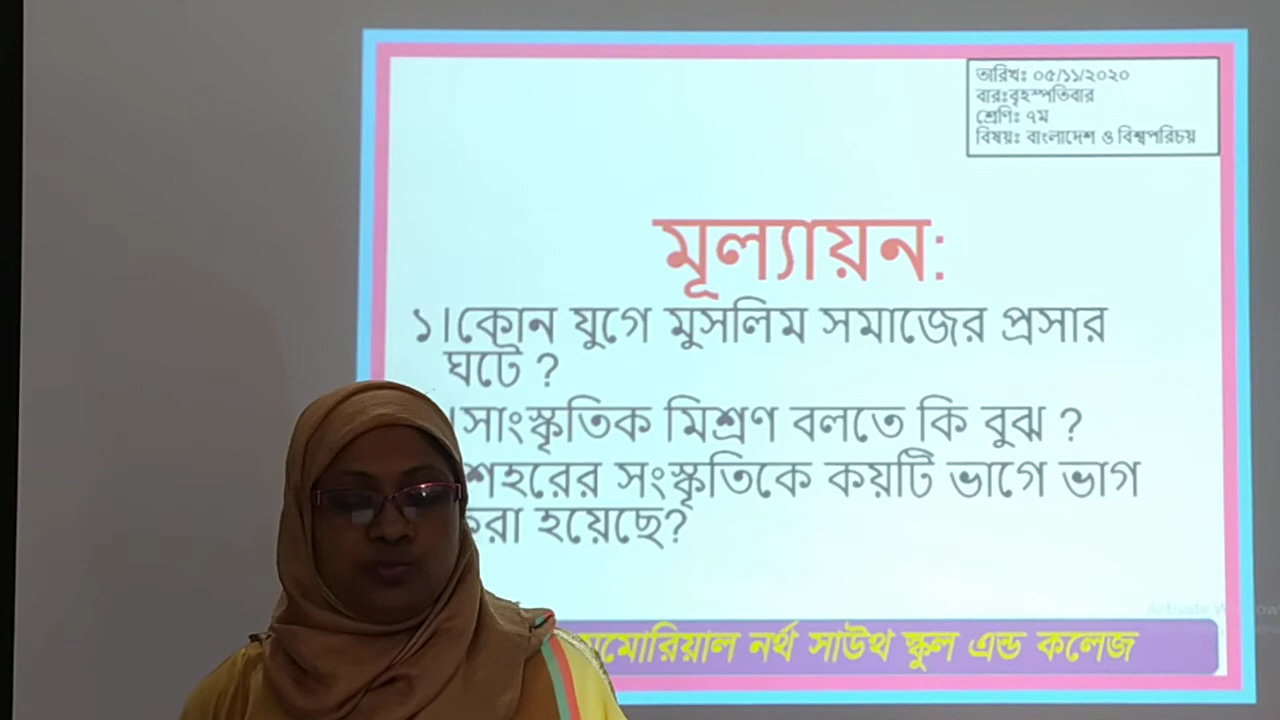 তারিখঃ ০৫/১১/২০২০
বারঃবৃহস্পতিবার
শ্রেণিঃ ৭ম
বিষয়ঃ বাংলাদেশ ও বিশ্বপরিচয়
মূল্যায়ন:
১।কোন যুগে মুসলিম সমাজের প্রসার
ঘটে ?
।সাংস্কৃতিক মিশ্রণ বলতে কি বুঝ ?
শহরের সংস্কৃতিকে কয়টি ভাগে ভাগ
হয়েছে?
নর্থ সাউথ স্কুল এন্ড কলেজ